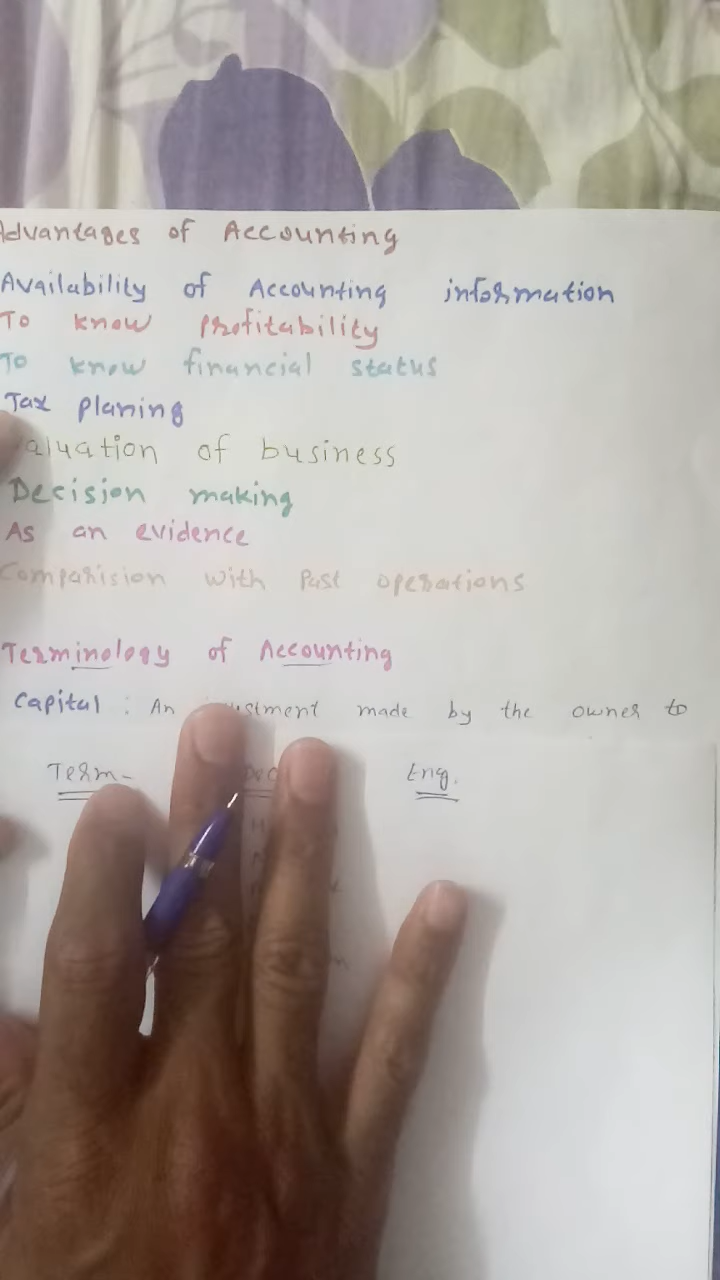 Advantages of Accounting
Availability of Accounting information
To know profitability
To know financial status
Tax planing
aluation of business
Decision making
As an evidence
Comparision with Past operations
Terminology of Accounting
Capital : An made by the owner to
Term- Eng.